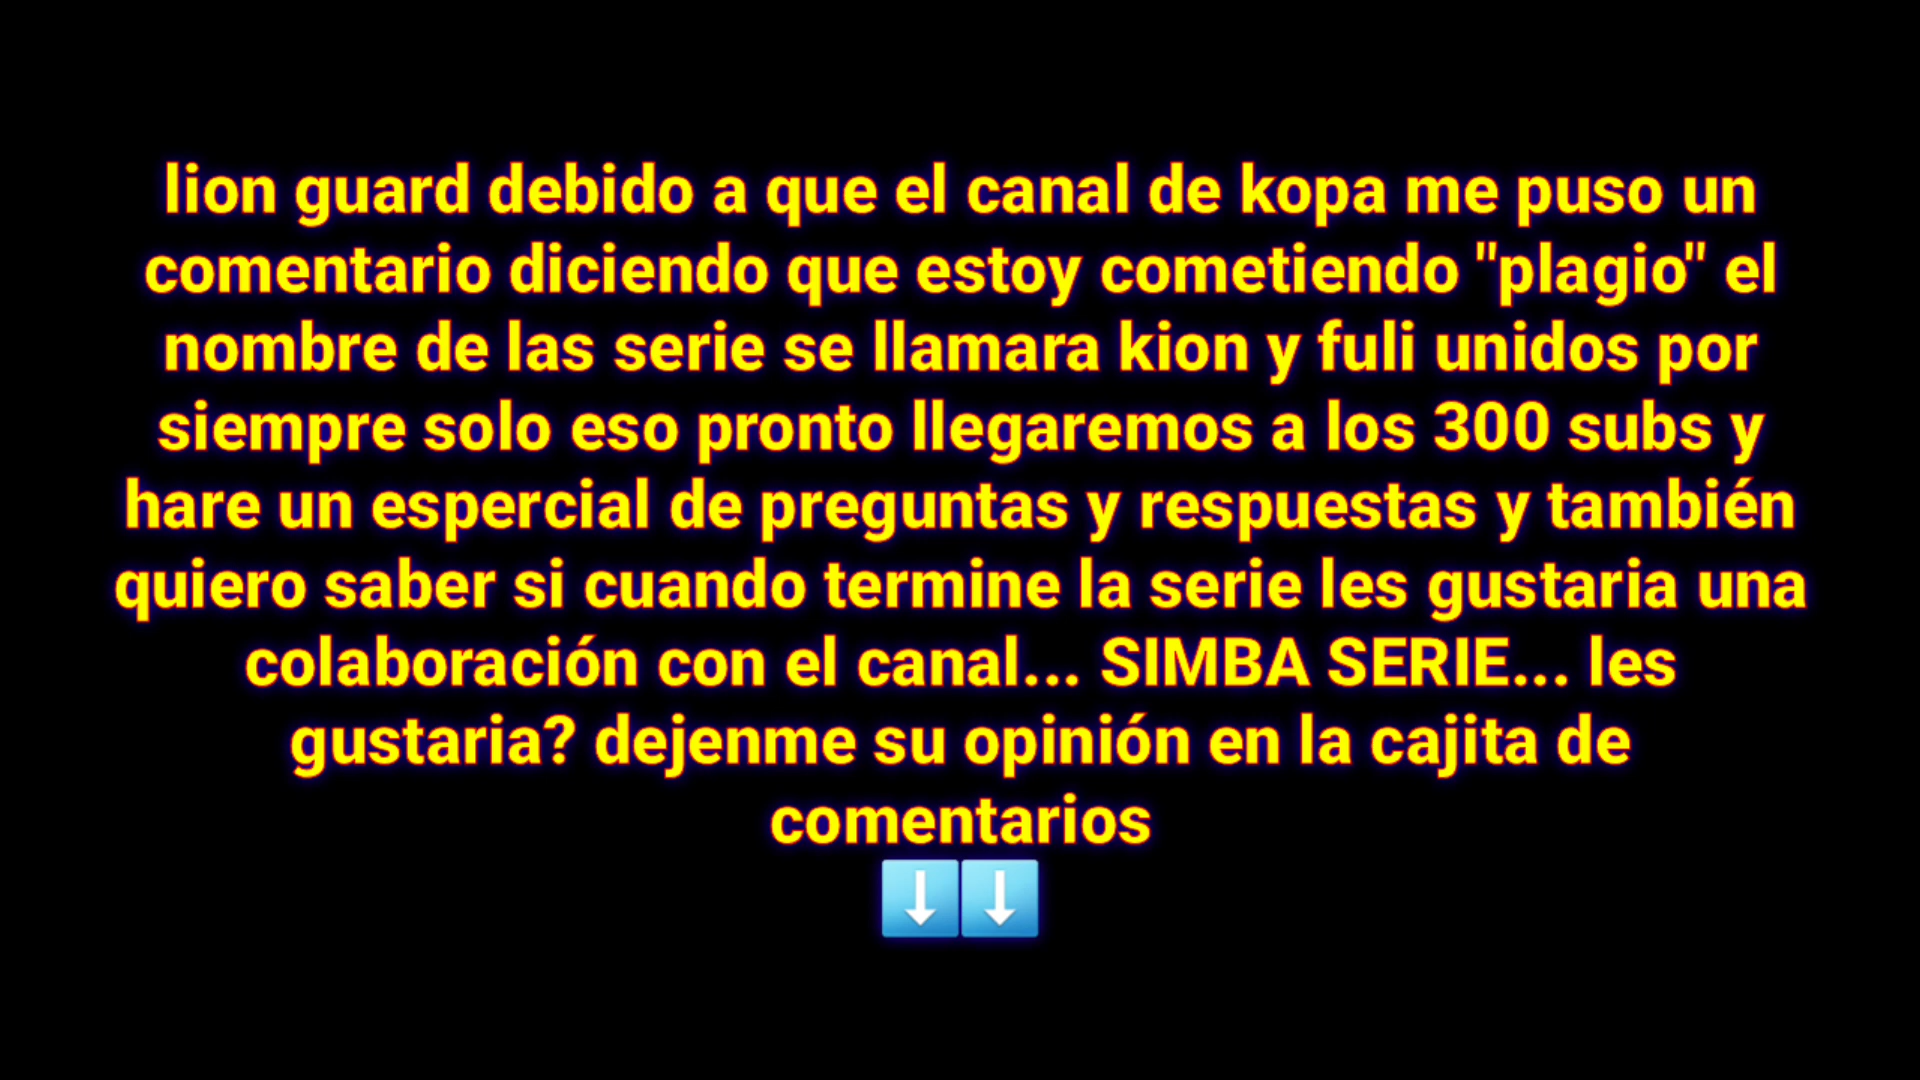 lion guard debido a que el canal de kopa me puso un
comentario diciendo que estoy cometiendo "plagio" el
nombre de las serie se llamara kion y fuli unidos por
siempre solo eso pronto llegaremos a los 300 subs y
hare un espercial de preguntas y respuestas y también
quiero saber si cuando termine la serie les gustaria una
colaboración con el canal... SIMBA SERIE... les
gustaria? dejenme su opinión en la cajita de
comentarios
⬇️⬇️